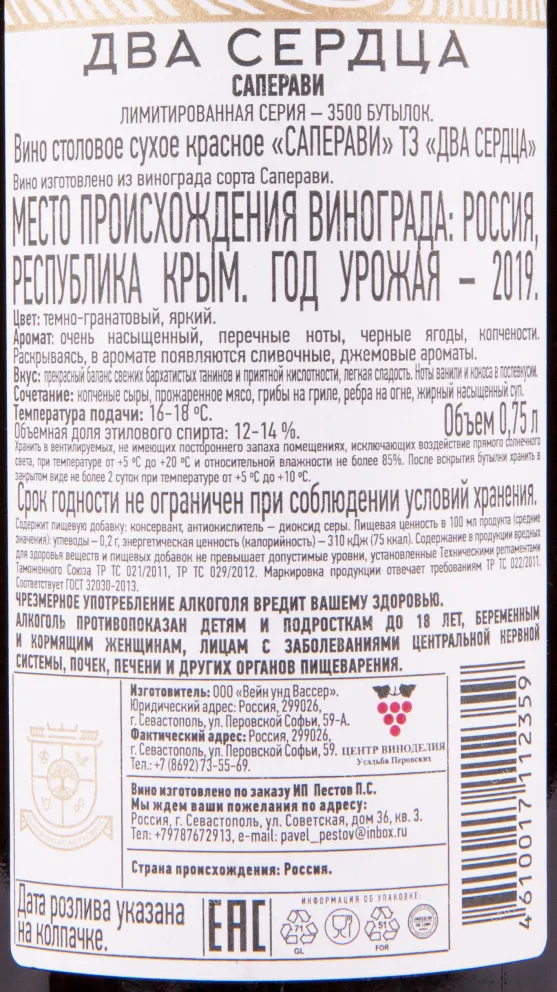 ДВА СЕРДЦА
САПЕРАВИ
ЛИМИТИРОВАННАЯ СЕРИЯ – 3500 БУТЫЛОК.
Вино столовое сухое красное «САПЕРАВИ» ТЗ «ДВА СЕРДЦА»
Вино изготовлено из винограда сорта Саперави.
МЕСТО ПРОИСХОЖДЕНИЯ ВИНОГРАДА: РОССИЯ,
РЕСПУБЛИКА КРЫМ. ГОД УРОЖАЯ – 2019.
Цвет: темно-гранатовый, яркий.
Аромат: очень насыщенный, перечные ноты, черные ягоды, копчености.
Раскрываясь, в аромате появляются сливочные, джемовые ароматы.
Вкус: прекрасный баланс свежих бархатистых танинов и приятной кислотности, легкая сладость. Ноты ванили и кокоса в послевкусии.
Сочетание: копченые сыры, прожаренное мясо, грибы на гриле, ребра на огне, жирный насыщенный суп.
Температура подачи: 16–18 °С.
Объемная доля этилового спирта: 12–14 %.
Объем 0,75 л
Хранить в вентилируемых, не имеющих постороннего запаха помещениях, исключающих воздействие прямого солнечного
света, при температуре от +5 °С до +20 °С и относительной влажности не более 85%. После вскрытия бутылки хранить в
закрытом виде не более 2 суток при температуре от +5 °С до +10 °С.
Срок годности не ограничен при соблюдении условий хранения.
Содержит пищевую добавку: консервант, антиокислитель – диоксид серы. Пищевая ценность в 100 мл продукта (средние
значения): углеводы – 0,2 г, энергетическая ценность (калорийность) – 310 кДж (75 ккал). Содержание в продукции вредных
для здоровья веществ и пищевых добавок не превышает допустимые уровни, установленные Техническими регламентами
Таможенного Союза ТР ТС 021/2011, ТР ТС 029/2012. Маркировка продукции отвечает требованиям ТР ТС 022/2011.
Соответствует ГОСТ 32030-2013.
ЧРЕЗМЕРНОЕ УПОТРЕБЛЕНИЕ АЛКОГОЛЯ ВРЕДИТ ВАШЕМУ ЗДОРОВЬЮ.
АЛКОГОЛЬ ПРОТИВОПОКАЗАН ДЕТЯМ И ПОДРОСТКАМ ДО 18 ЛЕТ, БЕРЕМЕННЫМ
И КОРМЯЩИМ ЖЕНЩИНАМ, ЛИЦАМ С ЗАБОЛЕВАНИЯМИ ЦЕНТРАЛЬНОЙ НЕРВНОЙ
СИСТЕМЫ, ПОЧЕК, ПЕЧЕНИ И ДРУГИХ ОРГАНОВ ПИЩЕВАРЕНИЯ.
Изготовитель: ООО «Вейн унд Вассер».
Юридический адрес: Россия, 299026,
г. Севастополь, ул. Перовской Софьи, 59-А.
Фактический адрес: Россия, 299026,
г. Севастополь, ул. Перовской Софьи, 59.
Тел.: +7 (8692) 73-55-69.
ЦЕНТР ВИНОДЕЛИЯ
Усадьба Перовских
Вино изготовлено по заказу ИП Пестов П.С.
Мы ждем ваши пожелания по адресу:
Россия, г. Севастополь, ул. Советская, дом 36, кв. 3.
Тел: +79787672913, e-mail: pavel_pestov@inbox.ru
Страна происхождения: Россия.
4610017112359
Дата розлива указана
на колпачке.
ЕАС
ИНФОРМАЦИЯ ОБ УПАКОВКЕ:
71
GL
51
FOR